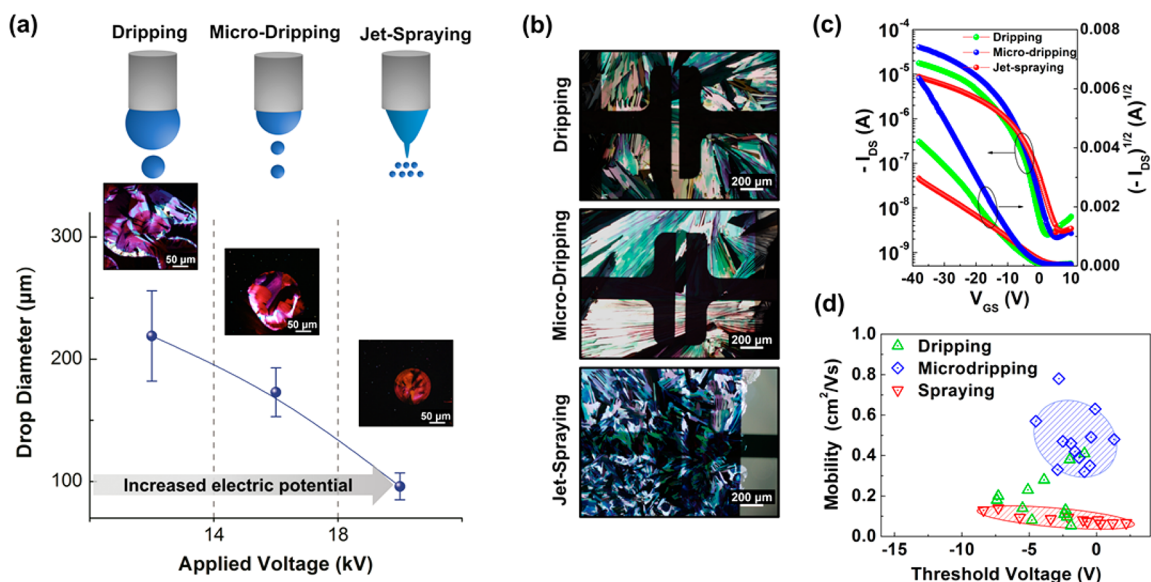 (a)
Dripping
Micro-Dripping
Jet-Spraying
50 µm
50 µm
50 µm
300
200
100
Drop Diameter (µm)
Increased electric potential
14
18
Applied Voltage (kV)
(b)
Dripping
200 µm
Micro-Dripping
200 µm
Jet-Spraying
200 µm
(c)
Dripping
Micro-dripping
Jet-spraying
10⁻⁴
10⁻⁵
10⁻⁶
10⁻⁷
10⁻⁸
10⁻⁹
- I_DS (A)
0.008
0.006
0.004
0.002
0.000
(- I_DS)^1/2 (A)^1/2
-40
-30
-20
-10
0
10
V_GS (V)
(d)
Dripping
Microdripping
Spraying
1.0
0.8
0.6
0.4
0.2
0.0
Mobility (cm²/Vs)
-15
-10
-5
0
Threshold Voltage (V)